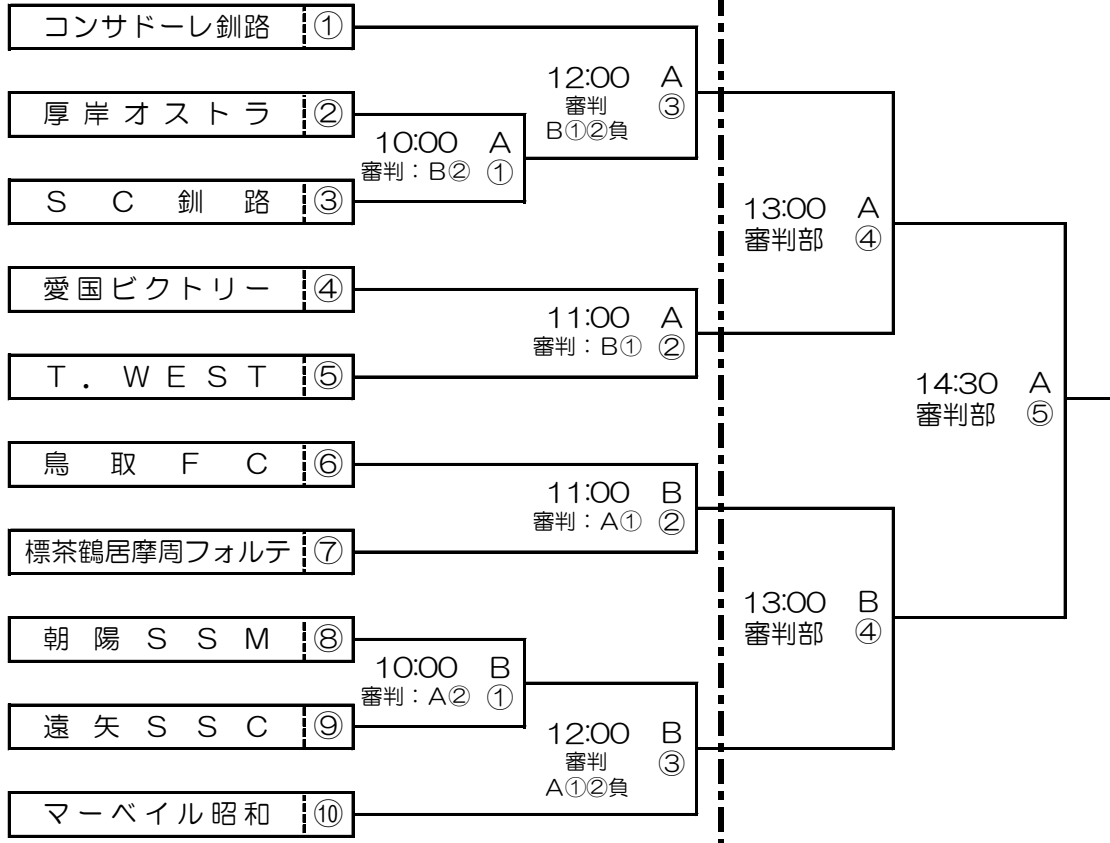 コンサドーレ釧路 ①
12:00 A
審判 ③
B①②負
厚岸オストラ ②
10:00 A
審判：B② ①
SC釧路 ③
13:00 A
審判部 ④
愛国ビクトリー ④
11:00 A
審判：B① ②
T．WEST ⑤
14:30 A
審判部 ⑤
鳥取FC ⑥
11:00 B
審判：A① ②
標茶鶴居摩周フォルテ ⑦
13:00 B
審判部 ④
朝陽SSM ⑧
10:00 B
審判：A② ①
遠矢SSC ⑨
12:00 B
審判 ③
A①②負
マーベイル昭和 ⑩